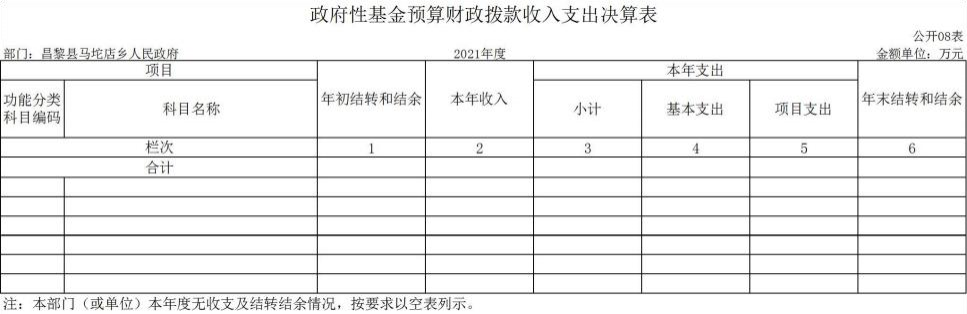 政府性基金预算财政拨款收入支出决算表
公开08表
部门：昌黎县马坨店乡人民政府 2021年度 金额单位：万元
项目 年初结转和结余 本年收入 本年支出 年末结转和结余
功能分类科目编码 科目名称 小计 基本支出 项目支出
栏次 1 2 3 4 5 6
合计
注：本部门（或单位）本年度无收支及结转结余情况，按要求以空表列示。